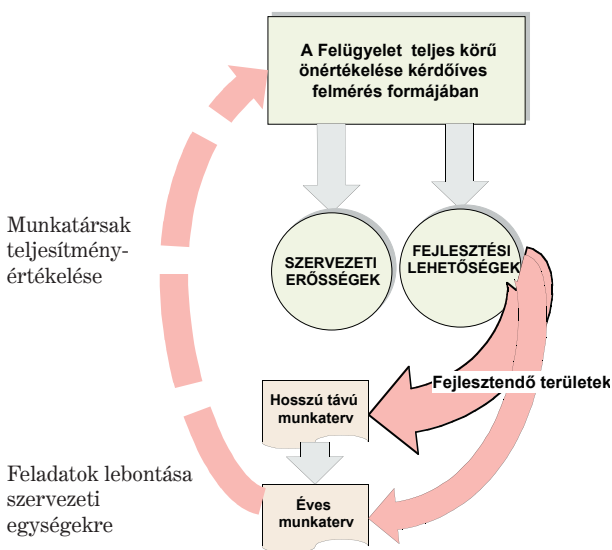 A Felügyelet teljes körű
önértékelése kérdőíves
felmérés formájában
SZERVEZETI
ERŐSSÉGEK
FEJLESZTÉSI
LEHETŐSÉGEK
Munkatársak
teljesítmény-
értékelése
Fejlesztendő területek
Hosszú távú
munkaterv
Feladatok lebontása
szervezeti
egységekre
Éves
munkaterv